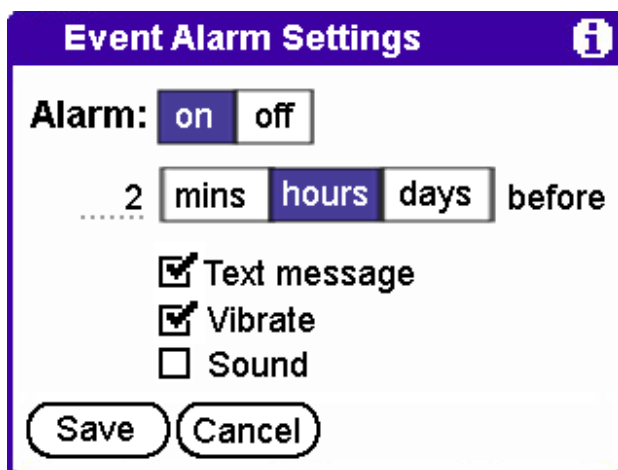 Event Alarm Settings i
Alarm: on off
2 mins hours days before
Text message
Vibrate
Sound
Save Cancel